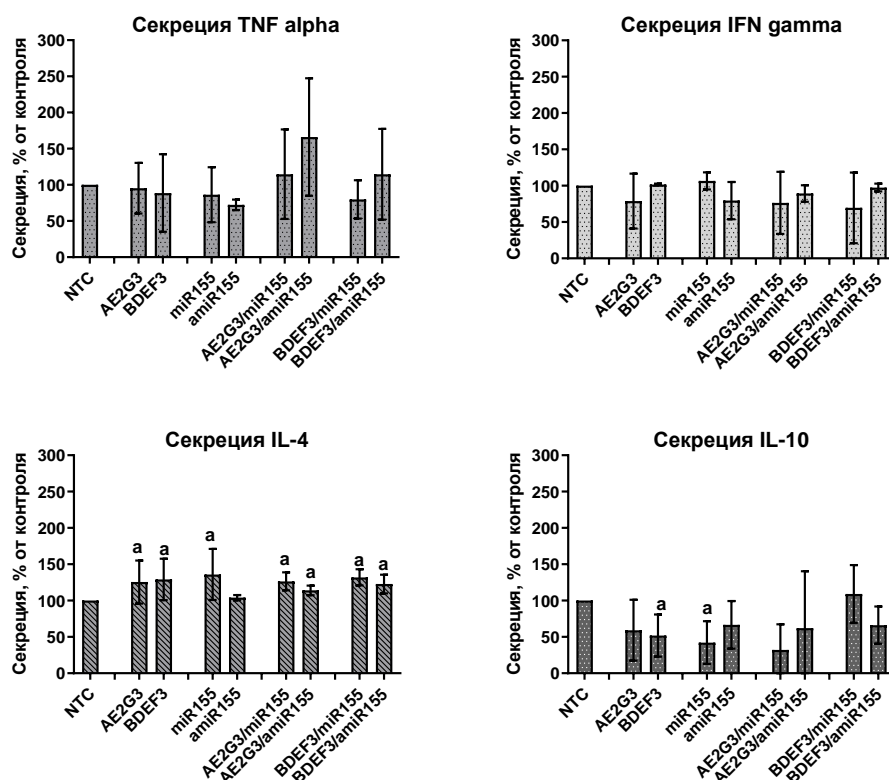 Секреция TNF alpha
Секреция, % от контроля
300
250
200
150
100
50
0
NTC
AE2G3
BDEF3
miR155
amiR155
AE2G3/miR155
AE2G3/amiR155
BDEF3/miR155
BDEF3/amiR155
Секреция IFN gamma
Секреция, % от контроля
300
250
200
150
100
50
0
NTC
AE2G3
BDEF3
miR155
amiR155
AE2G3/miR155
AE2G3/amiR155
BDEF3/miR155
BDEF3/amiR155
Секреция IL-4
Секреция, % от контроля
300
250
200
150
100
50
0
a
a
a
a
a
a
a
NTC
AE2G3
BDEF3
miR155
amiR155
AE2G3/miR155
AE2G3/amiR155
BDEF3/miR155
BDEF3/amiR155
Секреция IL-10
Секреция, % от контроля
300
250
200
150
100
50
0
a
a
NTC
AE2G3
BDEF3
miR155
amiR155
AE2G3/miR155
AE2G3/amiR155
BDEF3/miR155
BDEF3/amiR155